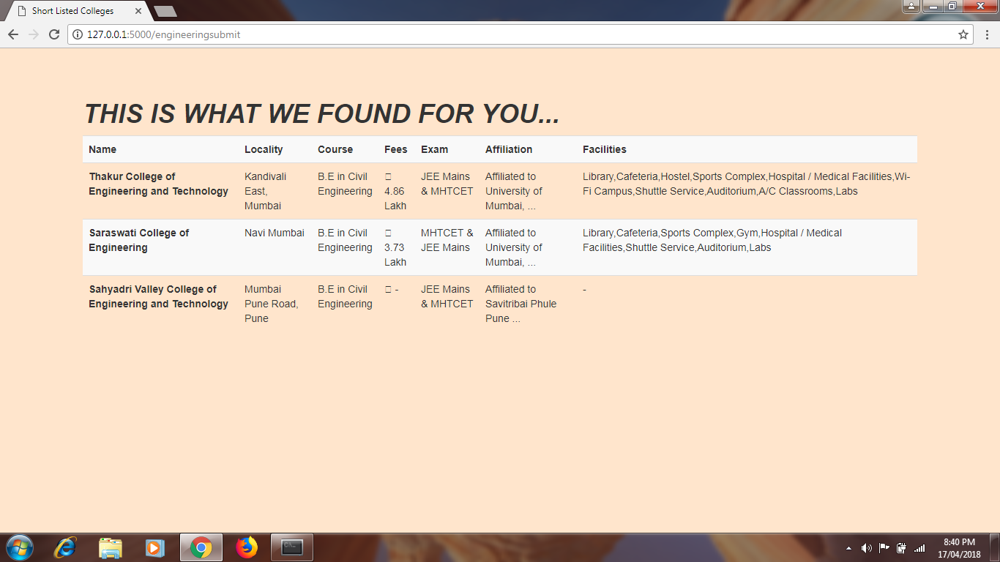 Short Listed Colleges
127.0.0.1:5000/engineeringsubmit
THIS IS WHAT WE FOUND FOR YOU...
Name Locality Course Fees Exam Affiliation Facilities
Thakur College of
Engineering and Technology
Kandivali
East,
Mumbai
B.E in Civil
Engineering
4.86
Lakh
JEE Mains
& MHTCET
Affiliated to
University of
Mumbai, ...
Library,Cafeteria,Hostel,Sports Complex,Hospital / Medical Facilities,Wi-
Fi Campus,Shuttle Service,Auditorium,A/C Classrooms,Labs
Saraswati College of
Engineering
Navi Mumbai
B.E in Civil
Engineering
3.73
Lakh
MHTCET &
JEE Mains
Affiliated to
University of
Mumbai, ...
Library,Cafeteria,Sports Complex,Gym,Hospital / Medical
Facilities,Shuttle Service,Auditorium,Labs
Sahyadri Valley College of
Engineering and Technology
Mumbai
Pune Road,
Pune
B.E in Civil
Engineering
-
JEE Mains
& MHTCET
Affiliated to
Savitribai Phule
Pune ...
-
8:40 PM
17/04/2018